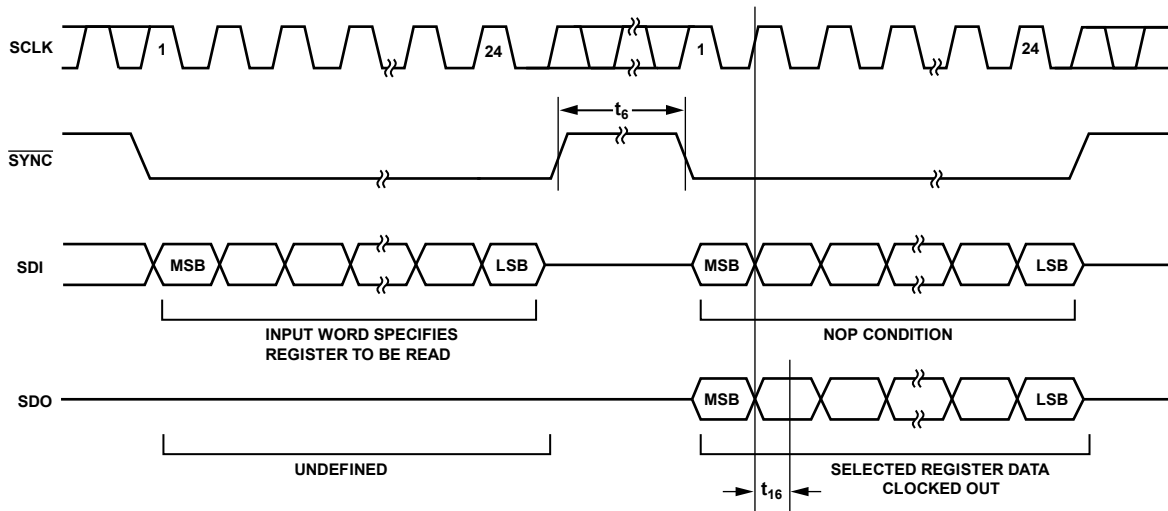 SCLK
1
24
1
24
t6
SYNC
SDI
MSB
LSB
MSB
LSB
INPUT WORD SPECIFIES
REGISTER TO BE READ
NOP CONDITION
SDO
MSB
LSB
UNDEFINED
SELECTED REGISTER DATA
CLOCKED OUT
t16